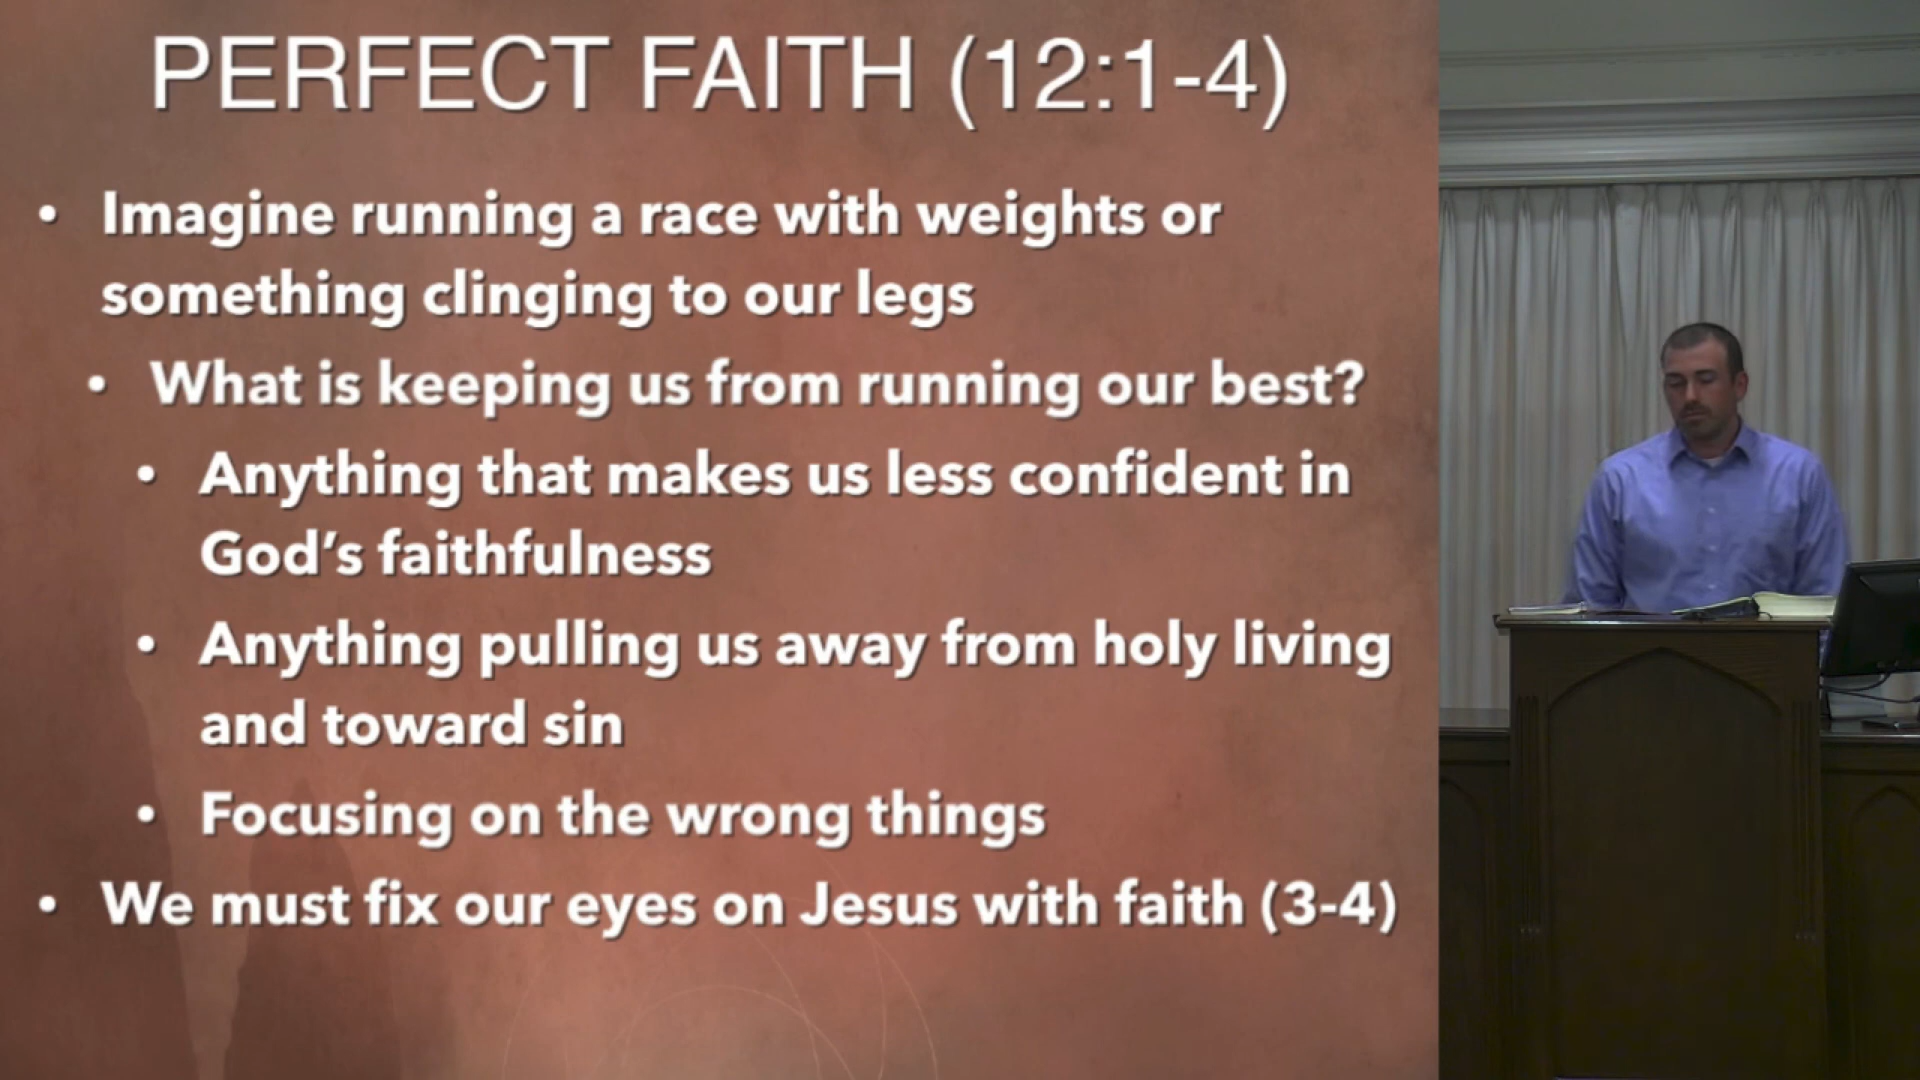 PERFECT FAITH (12:1-4)
• Imagine running a race with weights or
something clinging to our legs
• What is keeping us from running our best?
• Anything that makes us less confident in
God’s faithfulness
• Anything pulling us away from holy living
and toward sin
• Focusing on the wrong things
• We must fix our eyes on Jesus with faith (3-4)